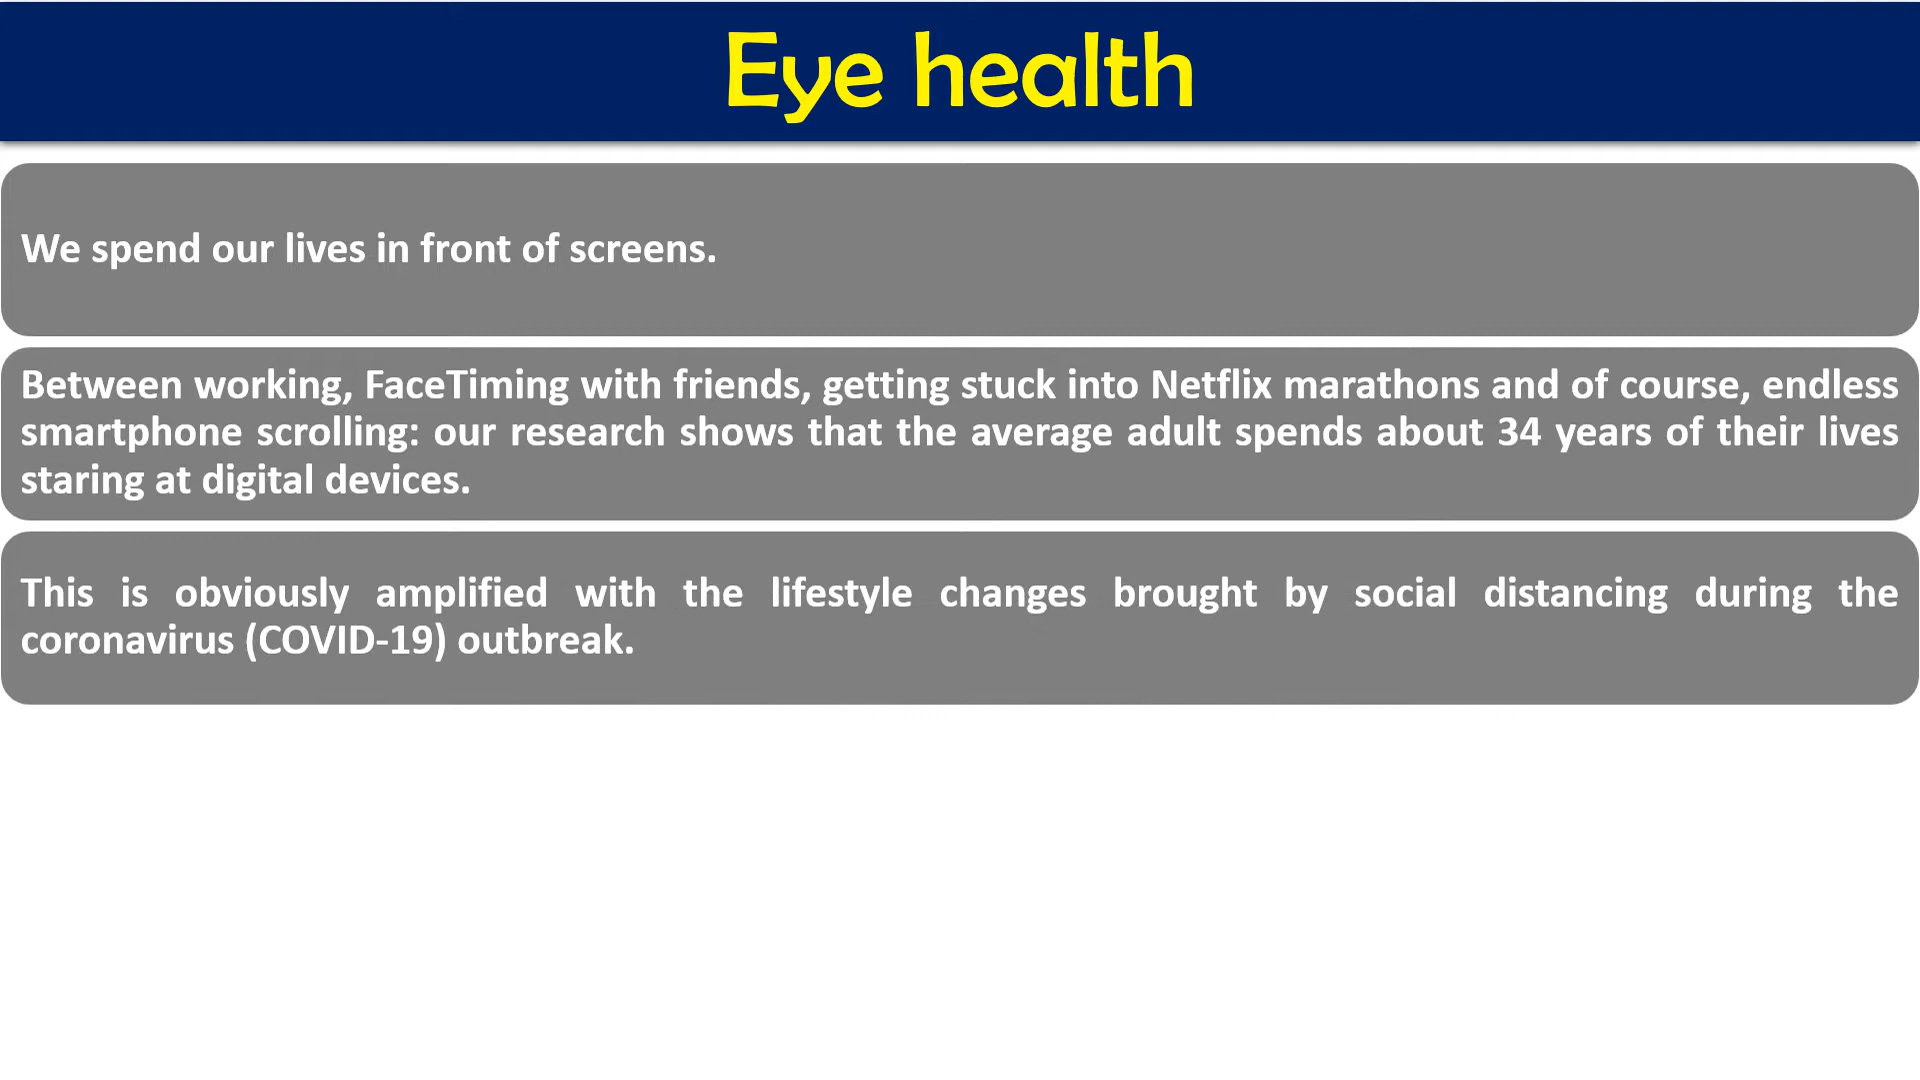 Eye health
We spend our lives in front of screens.
Between working, FaceTiming with friends, getting stuck into Netflix marathons and of course, endless
smartphone scrolling: our research shows that the average adult spends about 34 years of their lives
staring at digital devices.
This is obviously amplified with the lifestyle changes brought by social distancing during the
coronavirus (COVID-19) outbreak.